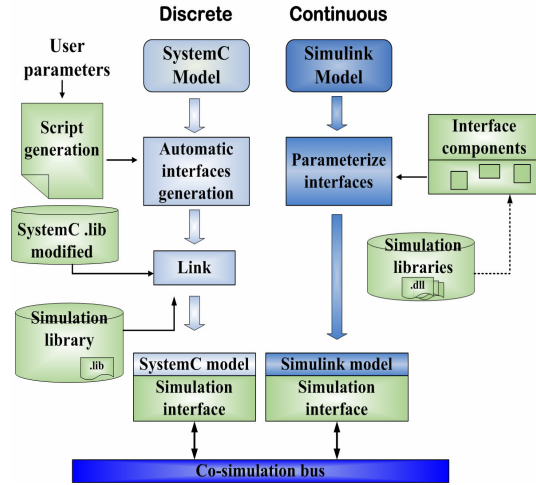 Discrete
Continuous
User
parameters
SystemC
Model
Simulink
Model
Script
generation
Automatic
interfaces
generation
Parameterize
interfaces
Interface
components
SystemC .lib
modified
Link
Simulation
libraries
.dll
Simulation
library
.lib
SystemC model
Simulation
interface
Simulink model
Simulation
interface
Co-simulation bus